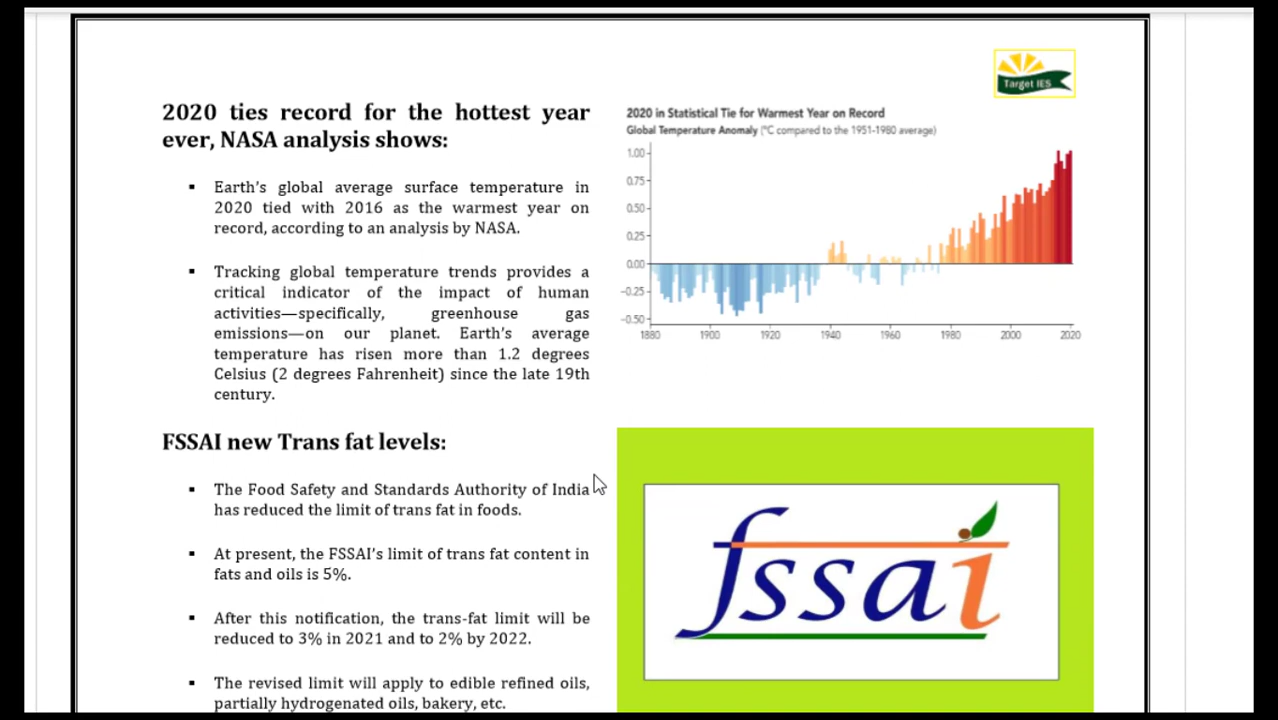 Target IES
2020 ties record for the hottest year
ever, NASA analysis shows:
▪ Earth's global average surface temperature in
2020 tied with 2016 as the warmest year on
record, according to an analysis by NASA.
▪ Tracking global temperature trends provides a
critical indicator of the impact of human
activities—specifically, greenhouse gas
emissions—on our planet. Earth's average
temperature has risen more than 1.2 degrees
Celsius (2 degrees Fahrenheit) since the late 19th
century.
2020 in Statistical Tie for Warmest Year on Record
Global Temperature Anomaly (°C compared to the 1951-1980 average)
1.00
0.75
0.50
0.25
0.00
-0.25
-0.50
1880 1900 1920 1940 1960 1980 2000 2020
FSSAI new Trans fat levels:
▪ The Food Safety and Standards Authority of India
has reduced the limit of trans fat in foods.
▪ At present, the FSSAI's limit of trans fat content in
fats and oils is 5%.
▪ After this notification, the trans-fat limit will be
reduced to 3% in 2021 and to 2% by 2022.
▪ The revised limit will apply to edible refined oils,
partially hydrogenated oils, bakery, etc.
fssai